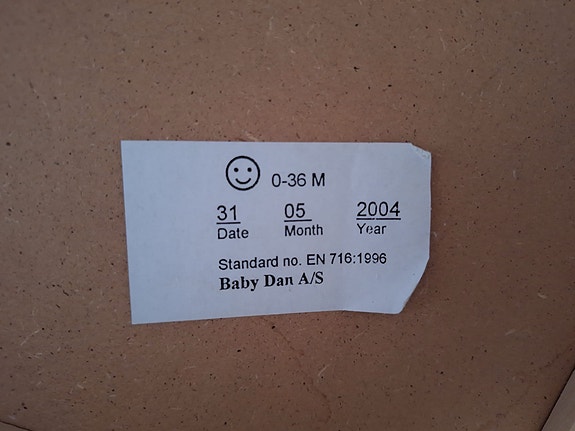 0-36 M
31 05 2004
Date Month Year
Standard no. EN 716:1996
Baby Dan A/S